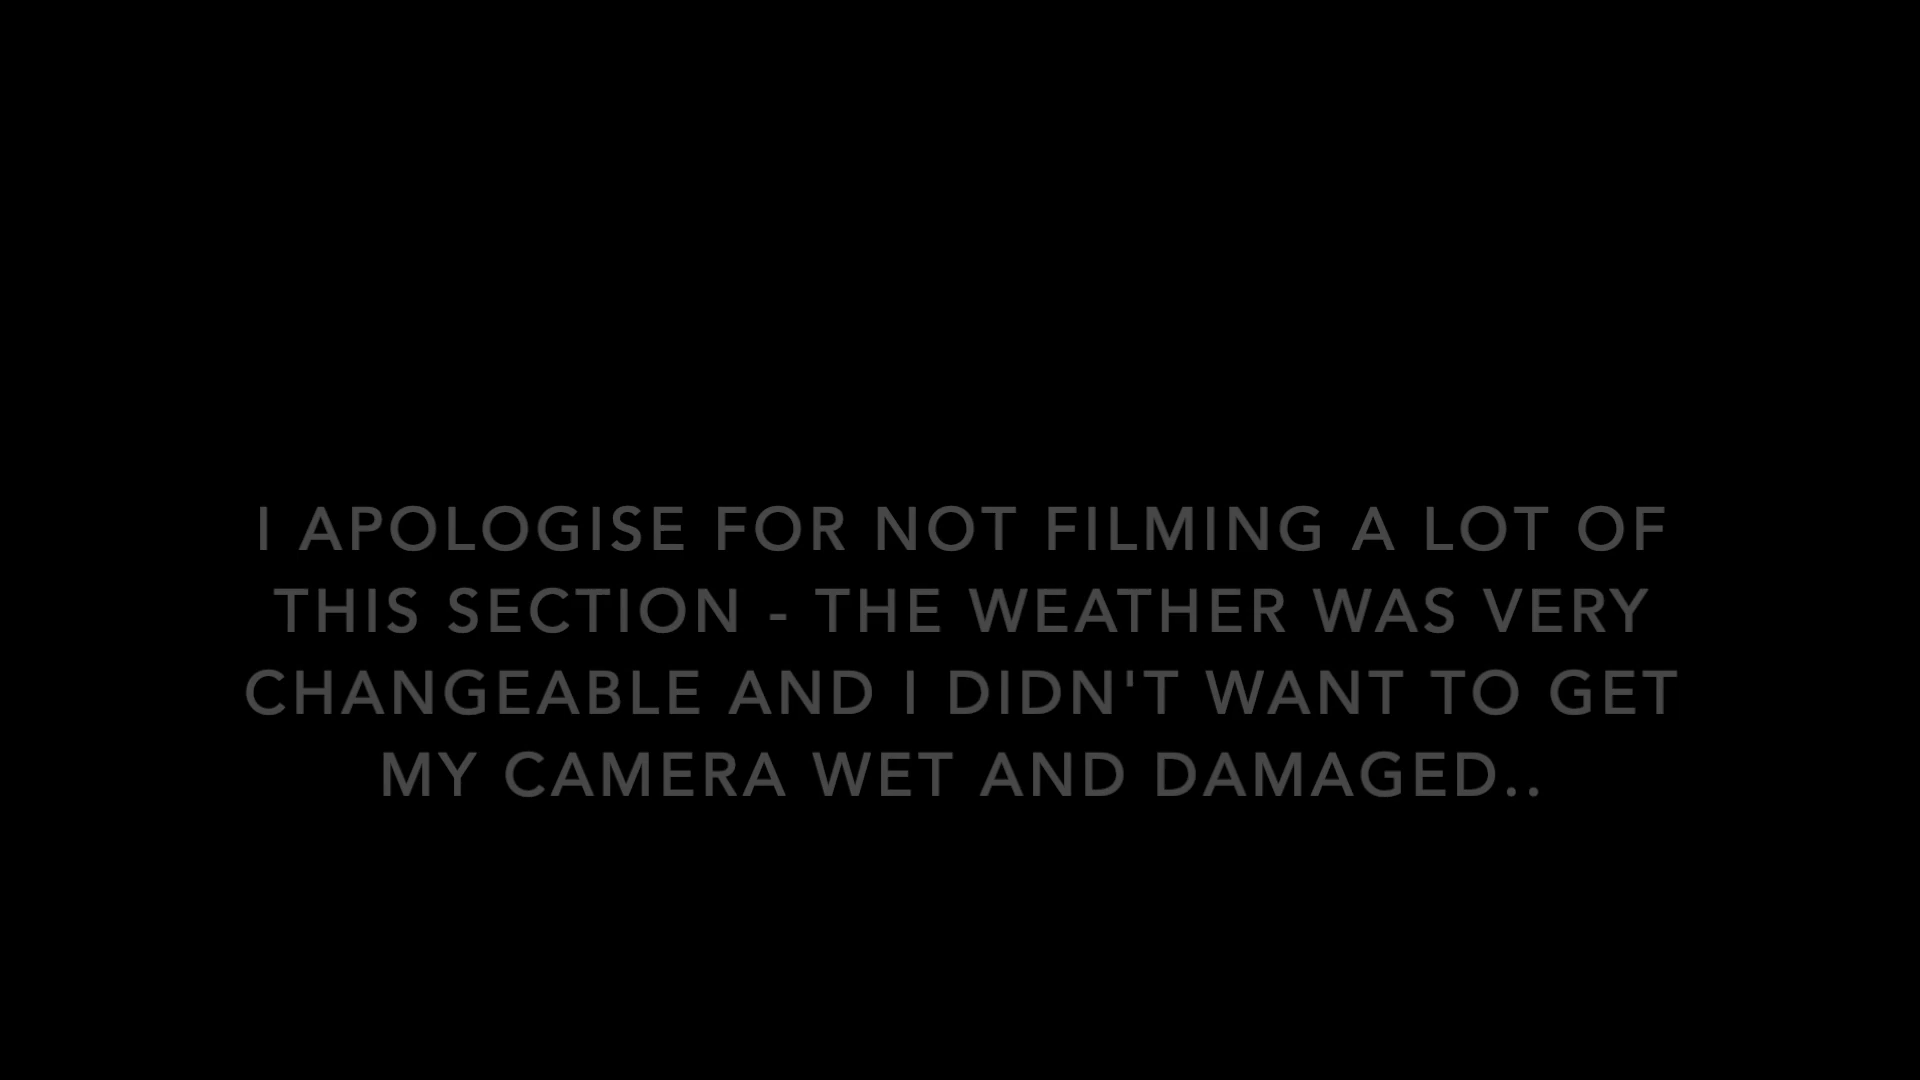 I APOLOGISE FOR NOT FILMING A LOT OF
THIS SECTION - THE WEATHER WAS VERY
CHANGEABLE AND I DIDN'T WANT TO GET
MY CAMERA WET AND DAMAGED..